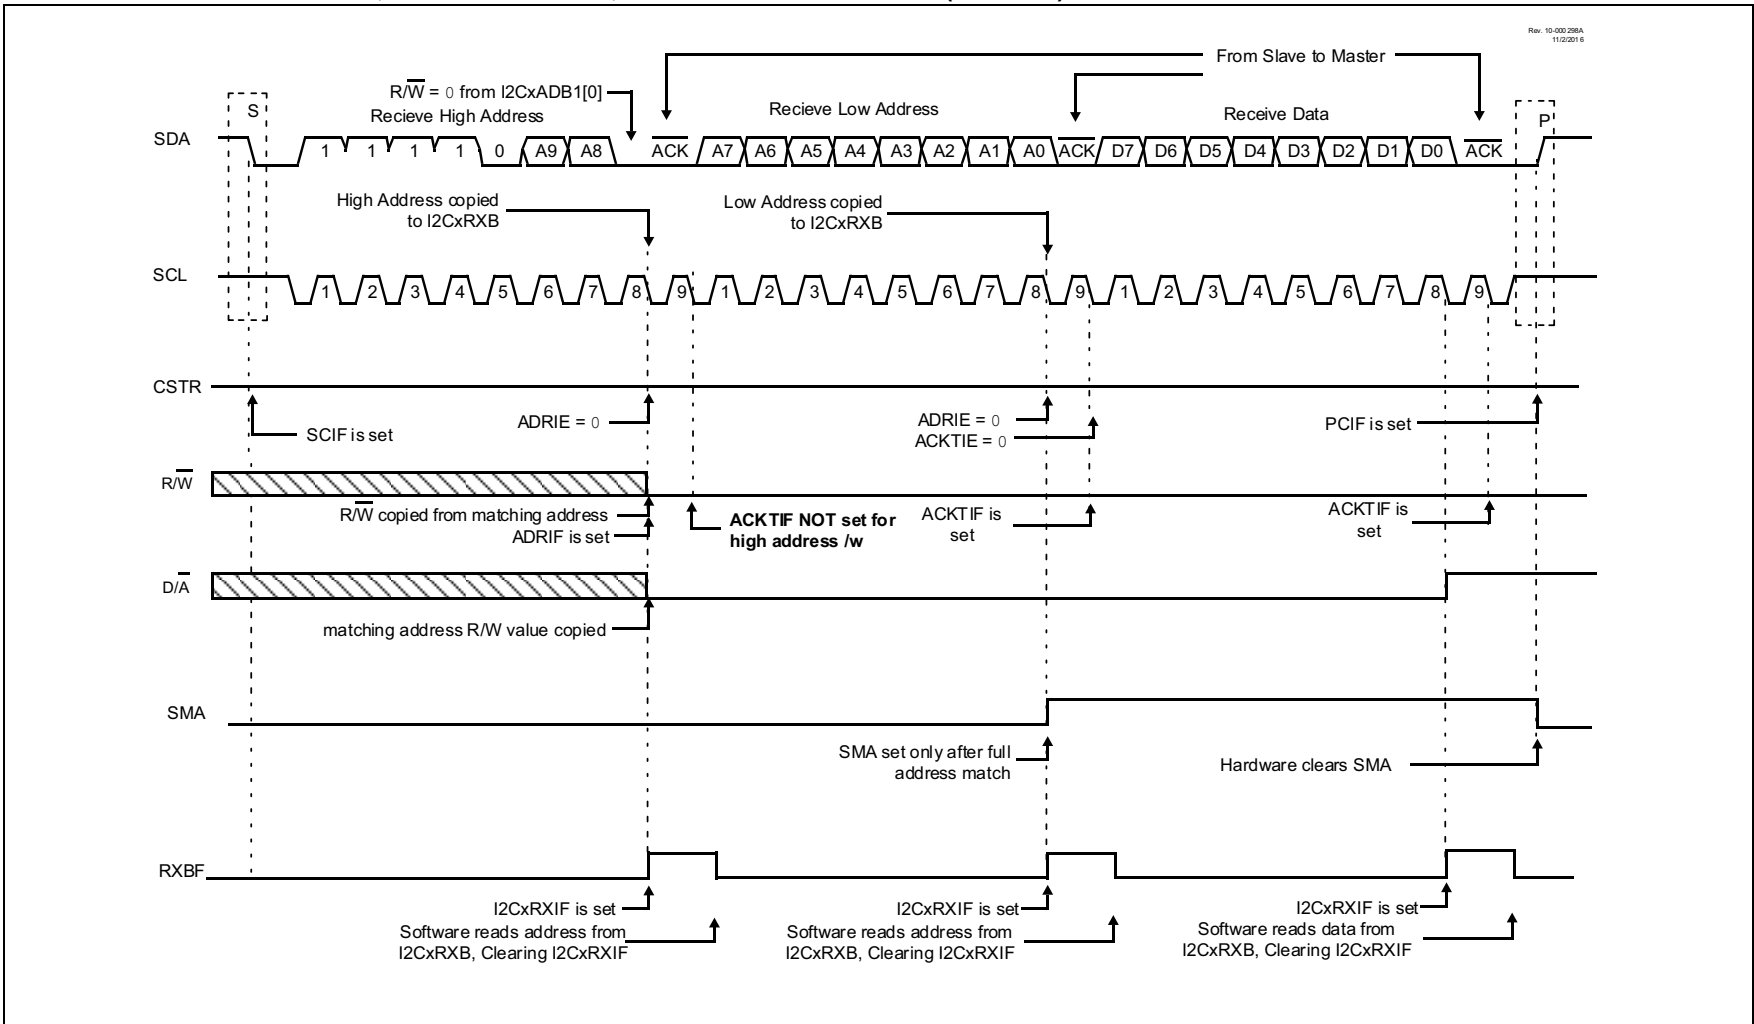 Rev. 10-000 298A
11/2/201 6
From Slave to Master
R/W = 0 from I2CxADB1[0]
Recieve High Address
Recieve Low Address
Receive Data
S
P
SDA
1 1 1 1 0 A9 A8 ACK A7 A6 A5 A4 A3 A2 A1 A0 ACK D7 D6 D5 D4 D3 D2 D1 D0 ACK
High Address copied
to I2CxRXB
Low Address copied
to I2CxRXB
SCL
1 2 3 4 5 6 7 8 9 1 2 3 4 5 6 7 8 9 1 2 3 4 5 6 7 8 9
CSTR
SCIF is set
ADRIE = 0
ADRIE = 0
ACKTIE = 0
PCIF is set
R/W
R/W copied from matching address
ADRIF is set
ACKTIF NOT set for
high address /w
ACKTIF is
set
ACKTIF is
set
D/A
matching address R/W value copied
SMA
SMA set only after full
address match
Hardware clears SMA
RXBF
I2CxRXIF is set
Software reads address from
I2CxRXB, Clearing I2CxRXIF
I2CxRXIF is set
Software reads address from
I2CxRXB, Clearing I2CxRXIF
I2CxRXIF is set
Software reads data from
I2CxRXB, Clearing I2CxRXIF